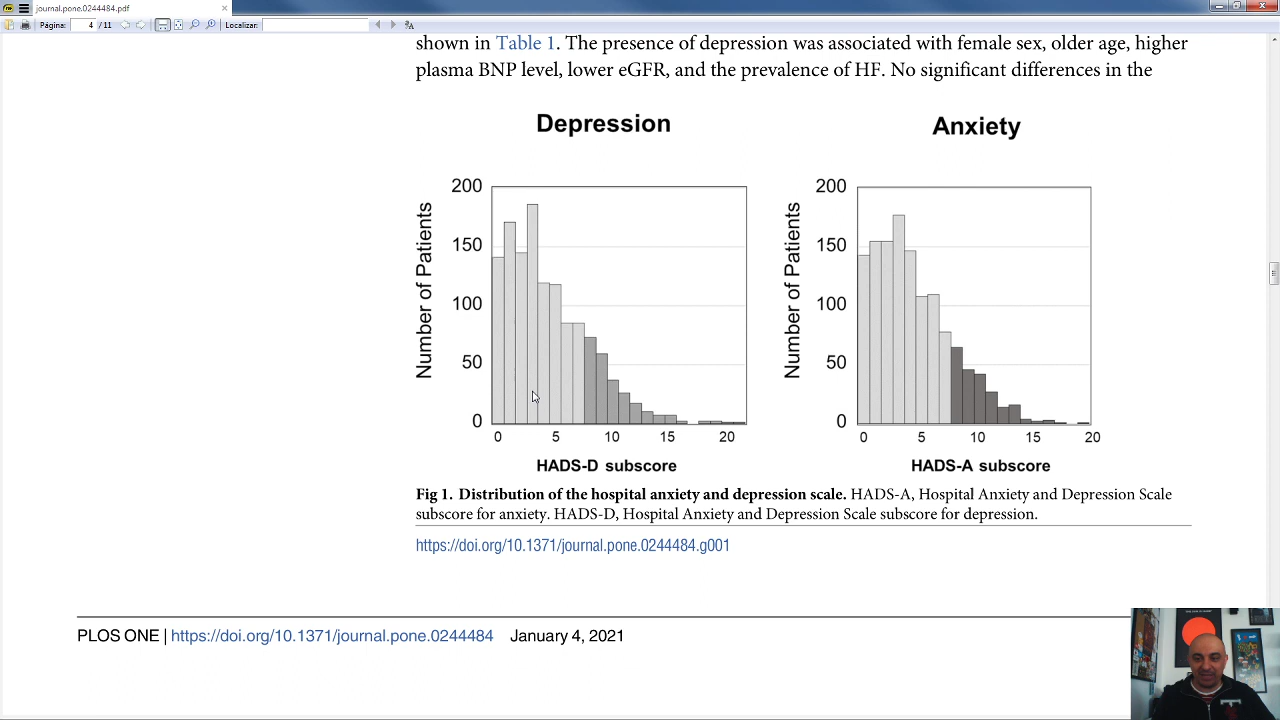 journal.pone.0244484.pdf
Página: 4 / 11 Localizar:
shown in Table 1. The presence of depression was associated with female sex, older age, higher
plasma BNP level, lower eGFR, and the prevalence of HF. No significant differences in the
Depression
Number of Patients
200
150
100
50
0
0 5 10 15 20
HADS-D subscore
Anxiety
Number of Patients
200
150
100
50
0
0 5 10 15 20
HADS-A subscore
Fig 1. Distribution of the hospital anxiety and depression scale. HADS-A, Hospital Anxiety and Depression Scale
subscore for anxiety. HADS-D, Hospital Anxiety and Depression Scale subscore for depression.
https://doi.org/10.1371/journal.pone.0244484.g001
PLOS ONE | https://doi.org/10.1371/journal.pone.0244484 January 4, 2021